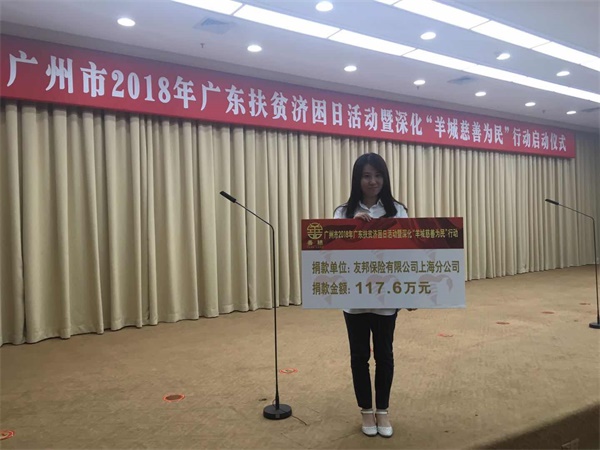 广州市2018年广东扶贫济困日活动暨深化“羊城慈善为民”行动启动仪式
广州市2018年广东扶贫济困日活动暨深化“羊城慈善为民”行动
捐款单位：友邦保险有限公司上海分公司
捐款金额：117.6万元